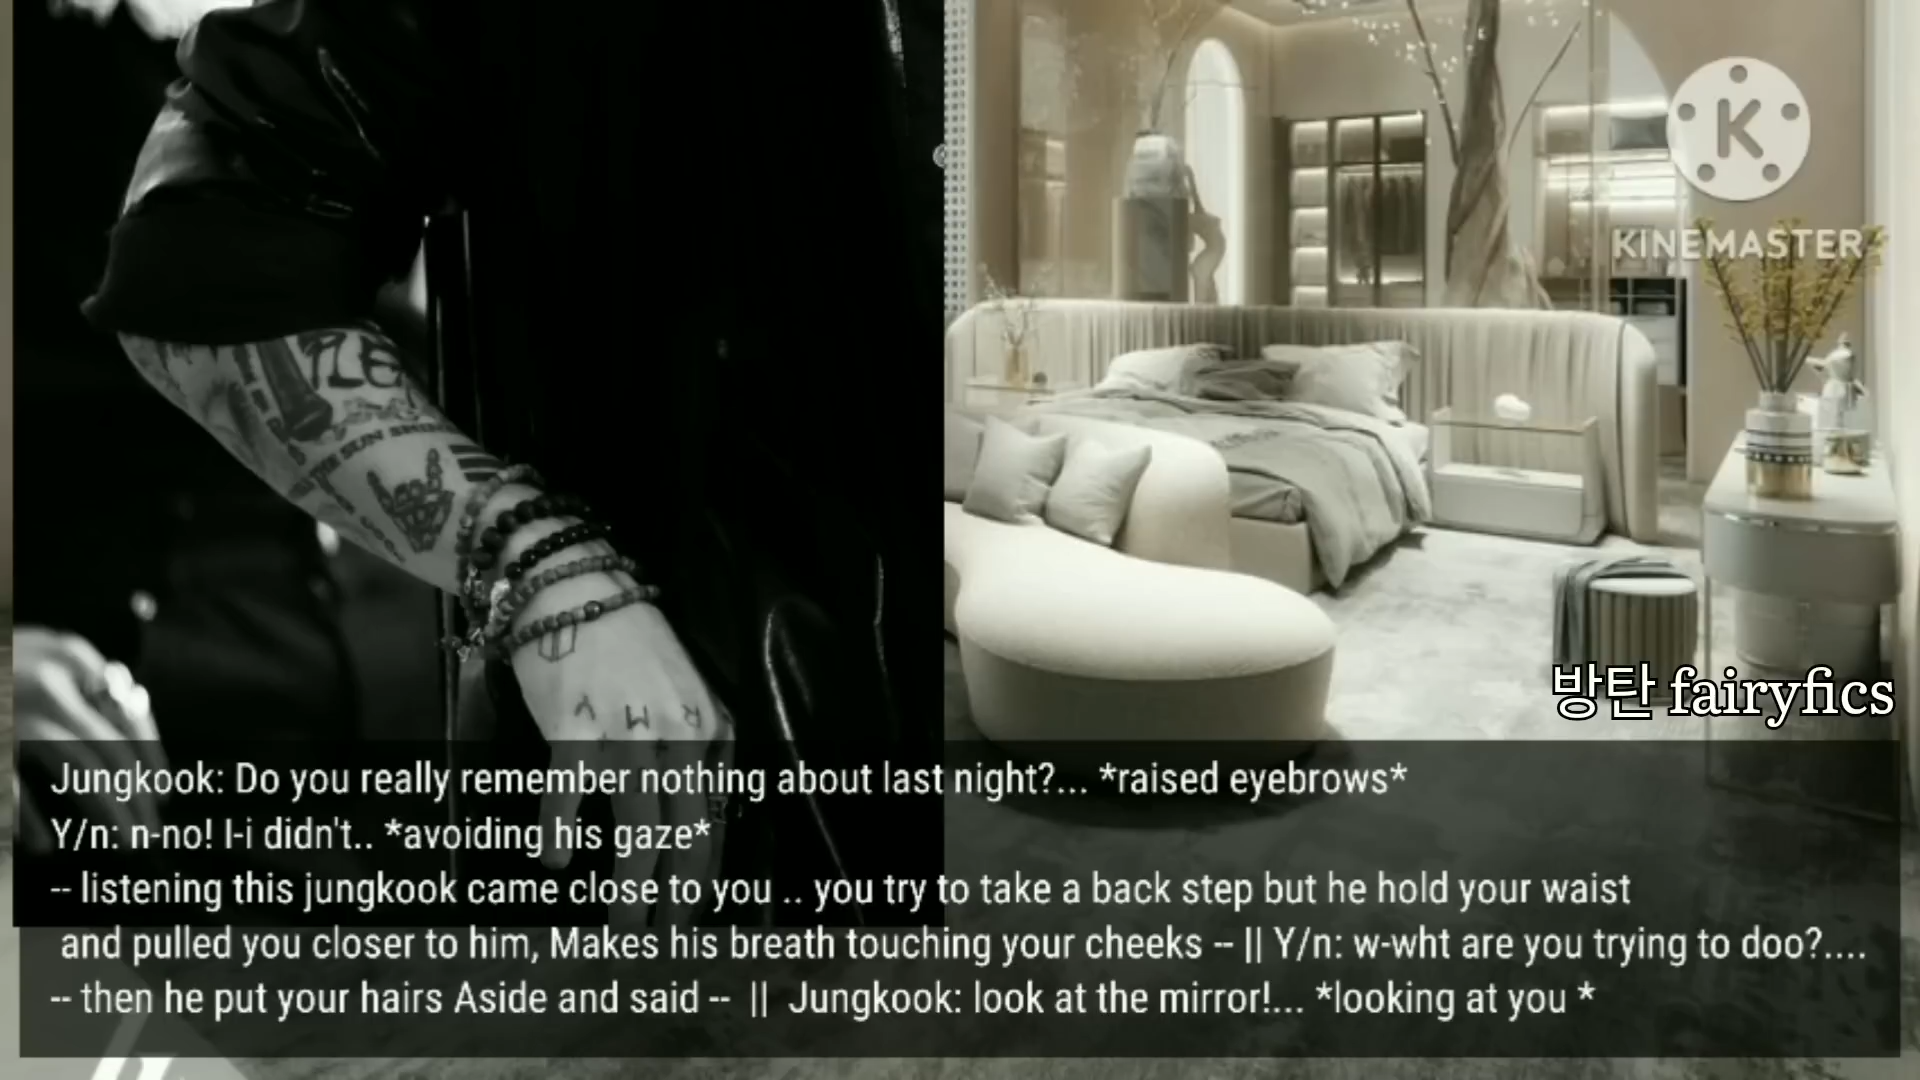 K
KINEMASTER
SUN SHIN
Y M R
방탄 fairyfics
Jungkook: Do you really remember nothing about last night?... *raised eyebrows*
Y/n: n-no! I-i didn't.. *avoiding his gaze*
-- listening this jungkook came close to you .. you try to take a back step but he hold your waist
and pulled you closer to him, Makes his breath touching your cheeks -- || Y/n: w-wht are you trying to doo?....
-- then he put your hairs Aside and said -- || Jungkook: look at the mirror!... *looking at you *